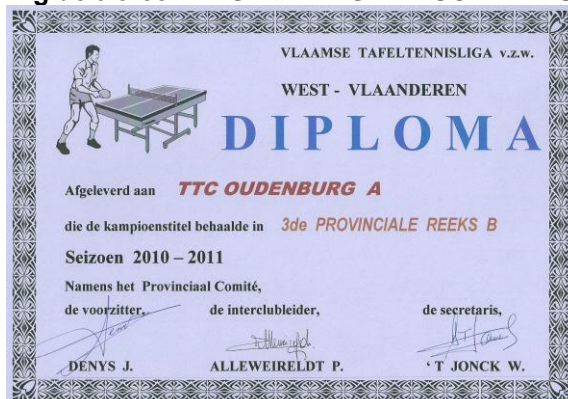 VLAAMSE TAFELTENNISLIGA v.z.w.
WEST - VLAANDEREN
DIPLOMA
Afgeleverd aan TTC OUDENBURG A
die de kampioenstitel behaalde in 3de PROVINCIALE REEKS B
Seizoen 2010 – 2011
Namens het Provinciaal Comité,
de voorzitter, de interclubleider, de secretaris,
DENYS J. ALLEWEIRELDT P. ‘T JONCK W.